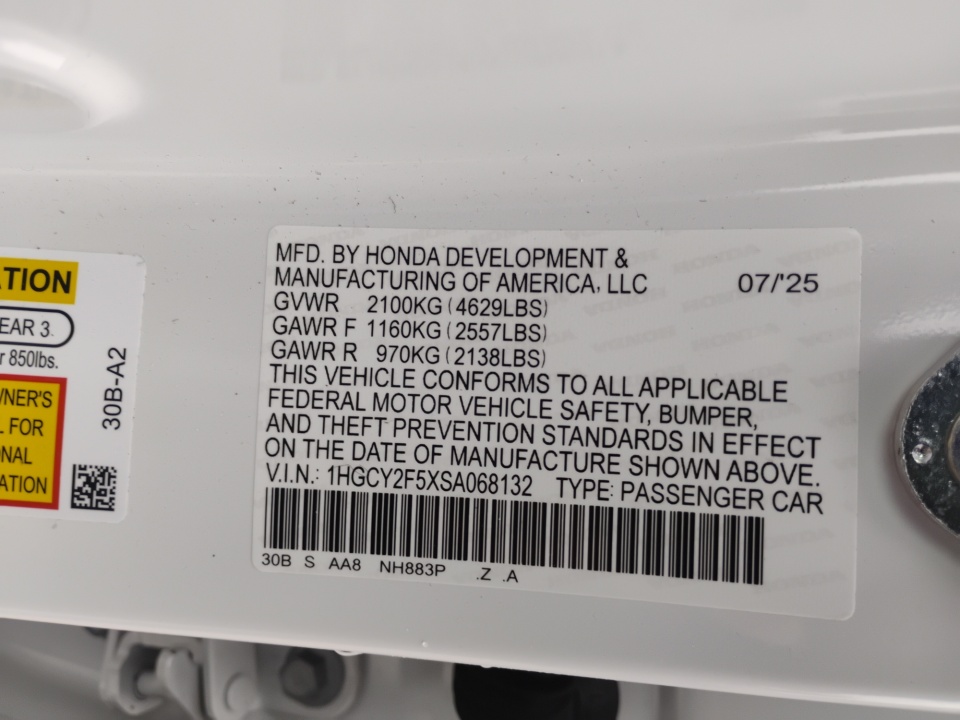 ATION
EAR 3.
r 850lbs.
WNER'S
L FOR
ONAL
ATION
30B-A2
MFD. BY HONDA DEVELOPMENT &
MANUFACTURING OF AMERICA, LLC 07/'25
GVWR 2100KG (4629LBS)
GAWR F 1160KG (2557LBS)
GAWR R 970KG (2138LBS)
THIS VEHICLE CONFORMS TO ALL APPLICABLE
FEDERAL MOTOR VEHICLE SAFETY, BUMPER,
AND THEFT PREVENTION STANDARDS IN EFFECT
ON THE DATE OF MANUFACTURE SHOWN ABOVE.
V.I.N.: 1HGCY2F5XSA068132 TYPE: PASSENGER CAR
30B S AA8 NH883P .Z .A